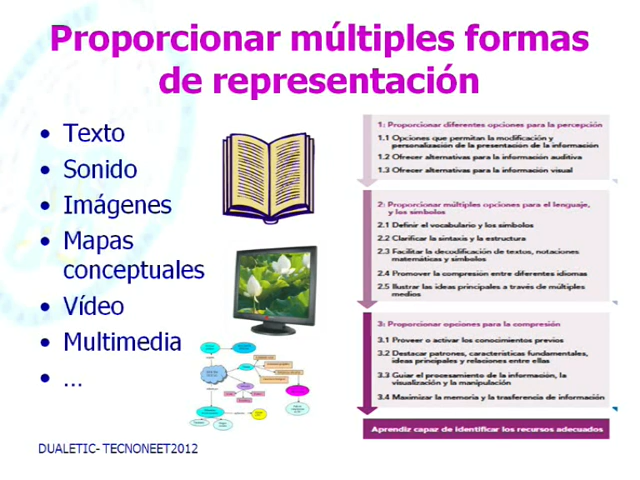 Proporcionar múltiples formas
de representación
• Texto
• Sonido
• Imágenes
• Mapas
conceptuales
• Vídeo
• Multimedia
• ...
DUALETIC- TECNONEET2012
1: Proporcionar diferentes opciones para la percepción
1.1 Opciones que permitan la modificación y
personalización de la presentación de la información
1.2 Ofrecer alternativas para la información auditiva
1.3 Ofrecer alternativas para la información visual
2: Proporcionar múltiples opciones para el lenguaje,
y los símbolos
2.1 Definir el vocabulario y los símbolos
2.2 Clarificar la sintaxis y la estructura
2.3 Facilitar la decodificación de textos, notaciones
matemáticas y símbolos
2.4 Promover la compresión entre diferentes idiomas
2.5 Ilustrar las ideas principales a través de múltiples
medios
3: Proporcionar opciones para la compresión
3.1 Proveer o activar los conocimientos previos
3.2 Destacar patrones, características fundamentales,
ideas principales y relaciones entre ellas
3.3 Guiar el procesamiento de la información, la
visualización y la manipulación
3.4 Maximizar la memoria y la trasferencia de información
Aprendiz capaz de identificar los recursos adecuados